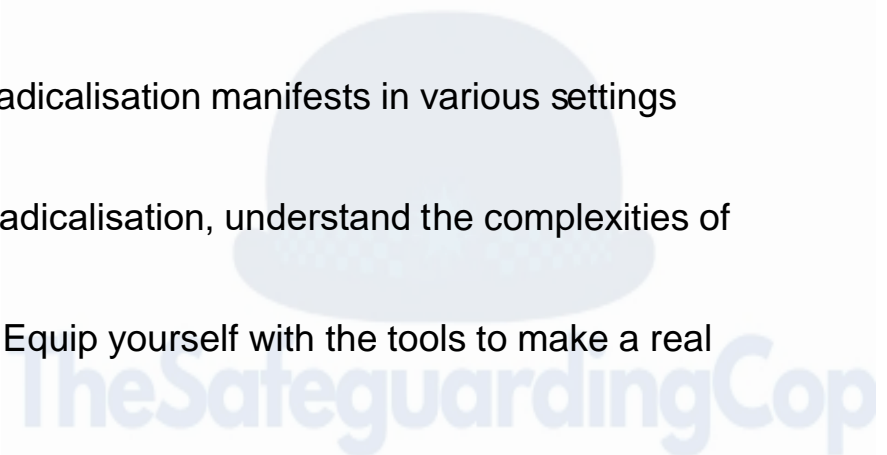 adicalisation manifests in various settings
adicalisation, understand the complexities of
Equip yourself with the tools to make a real
TheSafeguardingCop